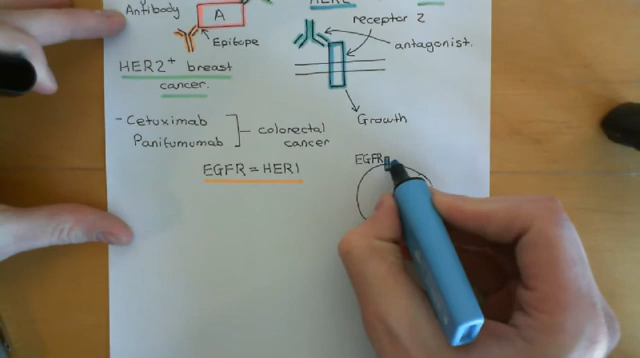 Antibody
A
Epitope
HER2
receptor 2
antagonist.
HER2+ breast
cancer.
Growth
- Cetuximab
Panitumumab
colorectal
cancer
EGFR = HER1
EGFR